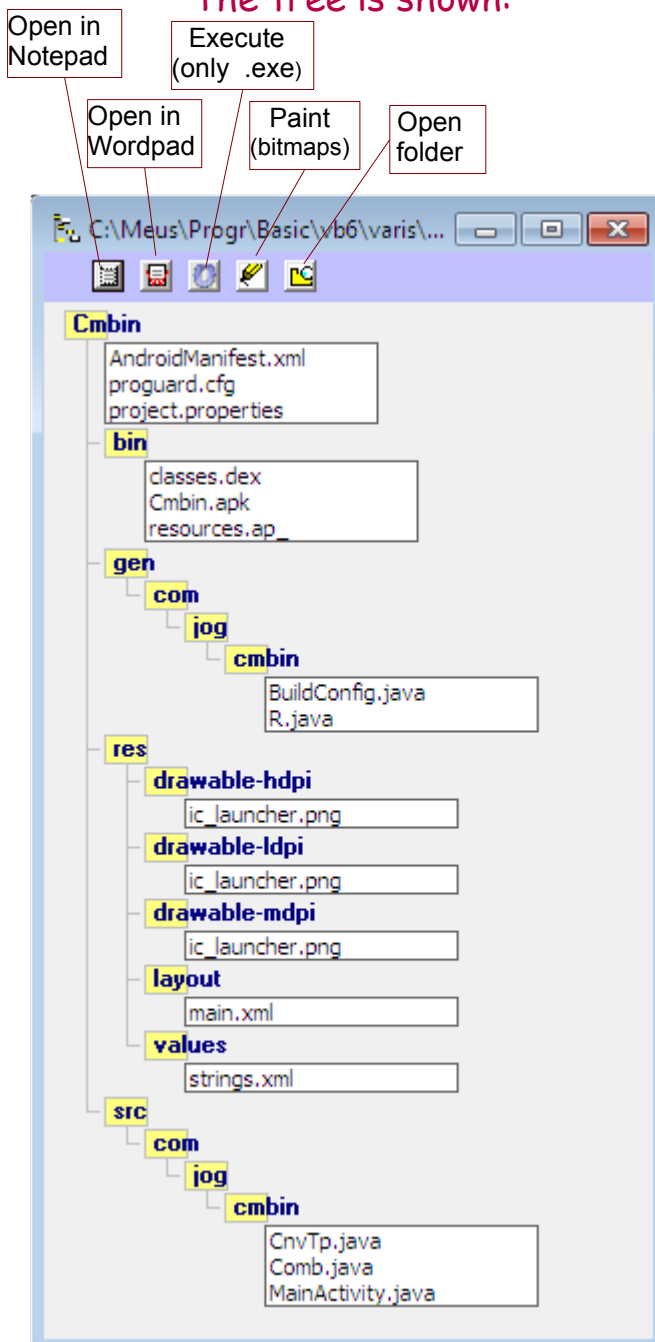 The Tree is shown:
Open in
Notepad
Execute
(only .exe)
Open in
Wordpad
Paint
(bitmaps)
Open
folder
C:\Meus\Progr\Basic\vb6\varis\...
Cmbin
AndroidManifest.xml
proguard.cfg
project.properties
bin
classes.dex
Cmbin.apk
resources.ap_
gen
com
jog
cmbin
BuildConfig.java
R.java
res
drawable-hdpi
ic_launcher.png
drawable-ldpi
ic_launcher.png
drawable-mdpi
ic_launcher.png
layout
main.xml
values
strings.xml
src
com
jog
cmbin
CnvTp.java
Comb.java
MainActivity.java